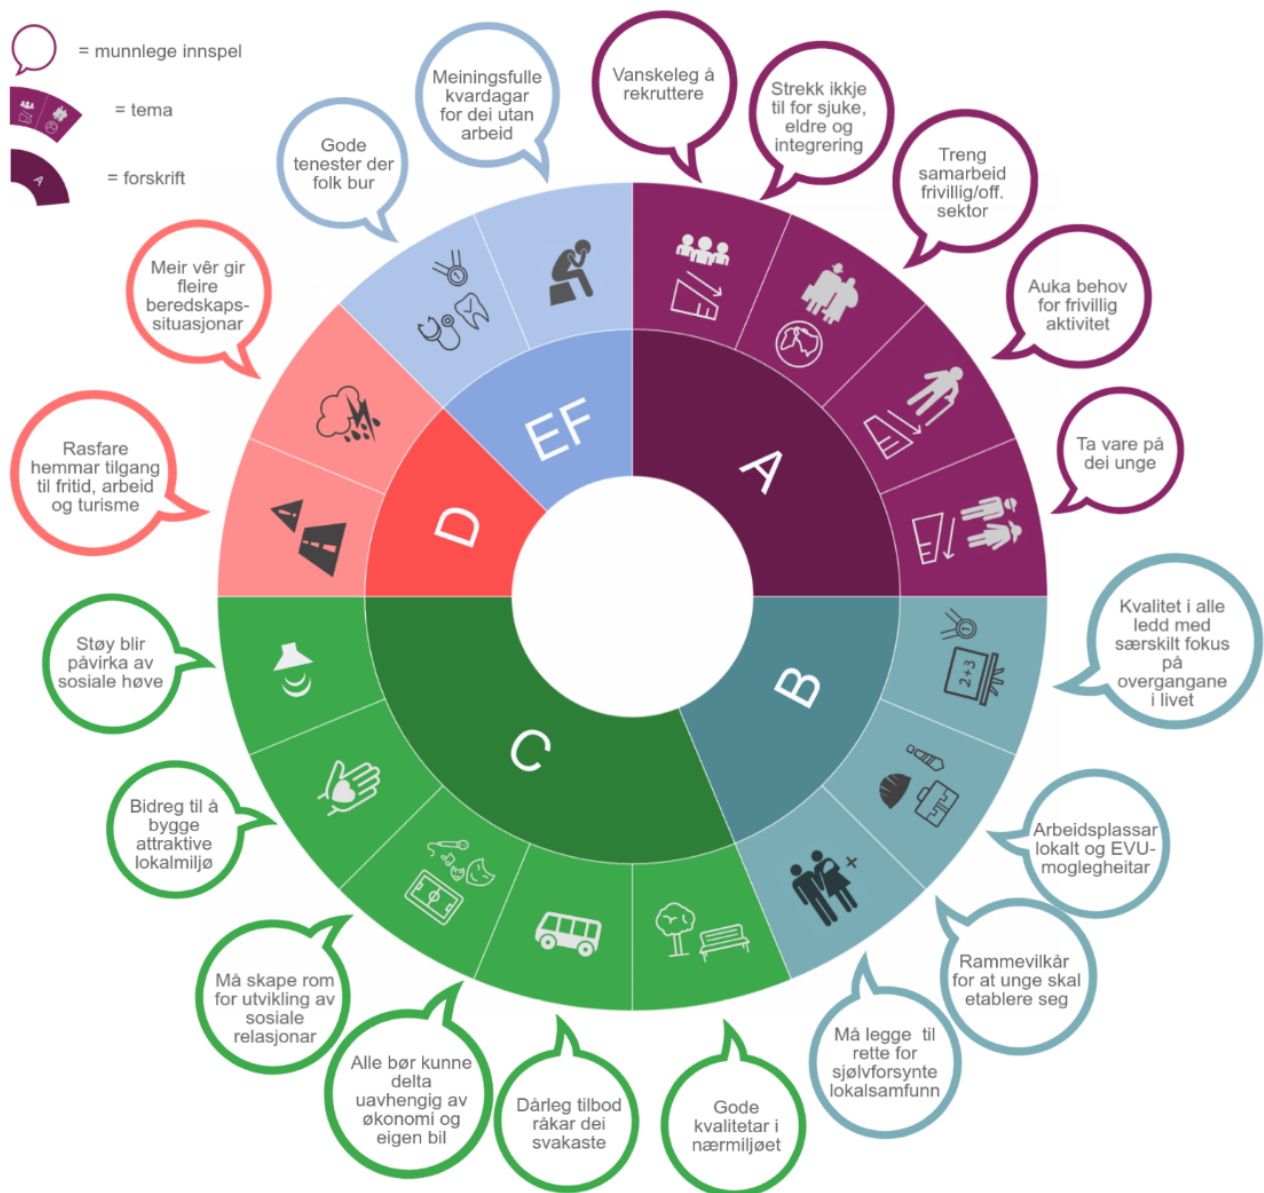 = munnlege innspel
= tema
A
= forskrift
Meiningsfulle
kvardagar
for dei utan
arbeid
Vanskeleg å
rekruttere
Strekk ikkje
til for sjuke,
eldre og
integrering
Treng
samarbeid
frivillig/off.
sektor
Auka behov
for frivillig
aktivitet
Ta vare på
dei unge
Kvalitet i alle
ledd med
særskilt fokus
på
overgangane
i livet
Arbeidsplassar
lokalt og EVU-
moglegheitar
Rammevilkår
for at unge skal
etablere seg
Må legge til
rette for
sjølvforsynte
lokalsamfunn
Gode
kvalitetar i
nærmiljøet
Dårleg tilbod
råkar dei
svakaste
Alle bør kunne
delta
uavhengig av
økonomi og
eigen bil
Må skape rom
for utvikling av
sosiale
relasjonar
Bidreg til å
bygge
attraktive
lokalmiljø
Støy blir
påvirka av
sosiale høve
Rasfare
hemmar tilgang
til fritid, arbeid
og turisme
Meir vêr gir
fleire
beredskaps-
situasjonar
Gode
tenester der
folk bur
EF
A
B
C
D
2+3
1
1